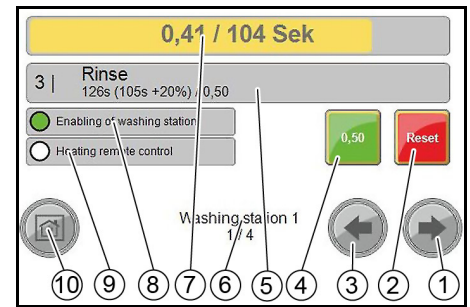 0,41 / 104 Sek
3 | Rinse
126s (105s +20%) / 0,50
Enabling of washing station
Heating remote control
0,50
Reset
Washing station 1
1 / 4
10 9 8 7 6 5 4 3 2 1